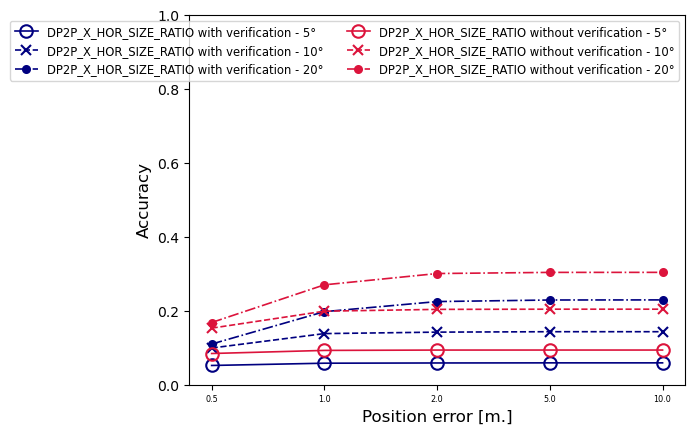 1.0
DP2P_X_HOR_SIZE_RATIO with verification - 5°
DP2P_X_HOR_SIZE_RATIO with verification - 10°
DP2P_X_HOR_SIZE_RATIO with verification - 20°
DP2P_X_HOR_SIZE_RATIO without verification - 5°
DP2P_X_HOR_SIZE_RATIO without verification - 10°
DP2P_X_HOR_SIZE_RATIO without verification - 20°
0.8
0.6
0.4
0.2
0.0
Accuracy
0.5 1.0 2.0 5.0 10.0
Position error [m.]